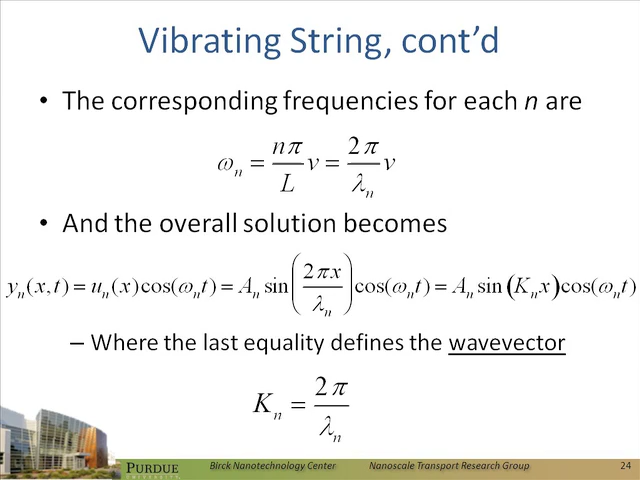 Vibrating String, cont'd
• The corresponding frequencies for each n are
ω_n = nπ/L v = 2π/λ_n v
• And the overall solution becomes
y_n(x,t) = u_n(x)cos(ω_n t) = A_n sin(2πx/λ_n)cos(ω_n t) = A_n sin(K_n x)cos(ω_n t)
– Where the last equality defines the wavevector
K_n = 2π/λ_n
PURDUE
UNIVERSITY
Birck Nanotechnology Center Nanoscale Transport Research Group 24